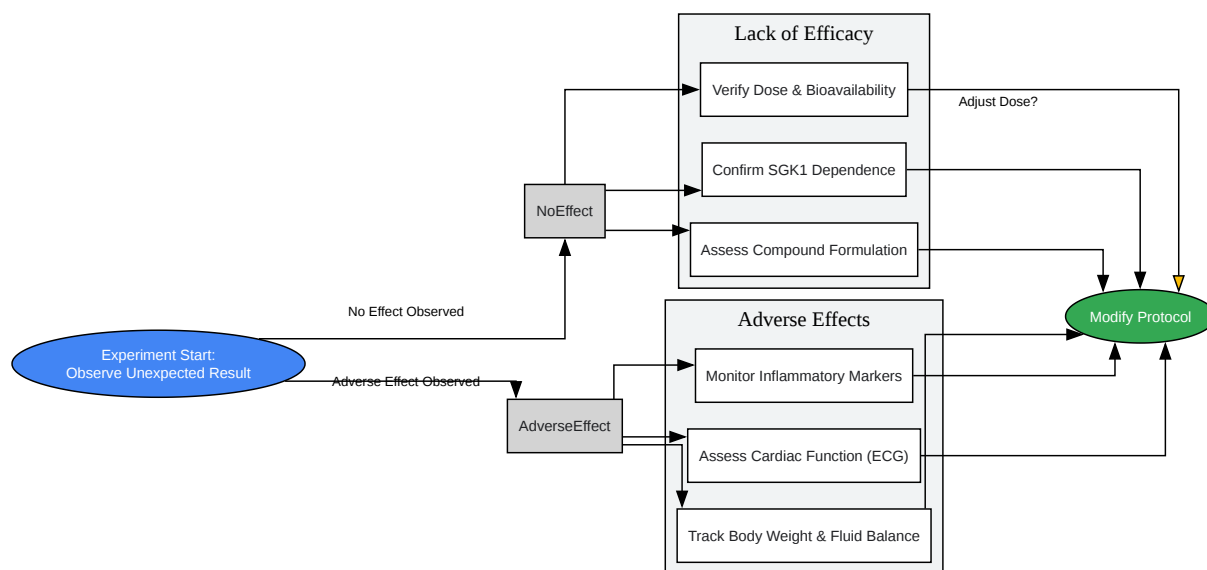 Lack of Efficacy
Verify Dose & Bioavailability
Adjust Dose?
Confirm SGK1 Dependence
NoEffect
Assess Compound Formulation
No Effect Observed
Modify Protocol
Adverse Effects
Experiment Start:
Observe Unexpected Result
Monitor Inflammatory Markers
Adverse Effect Observed
AdverseEffect
Assess Cardiac Function (ECG)
Track Body Weight & Fluid Balance